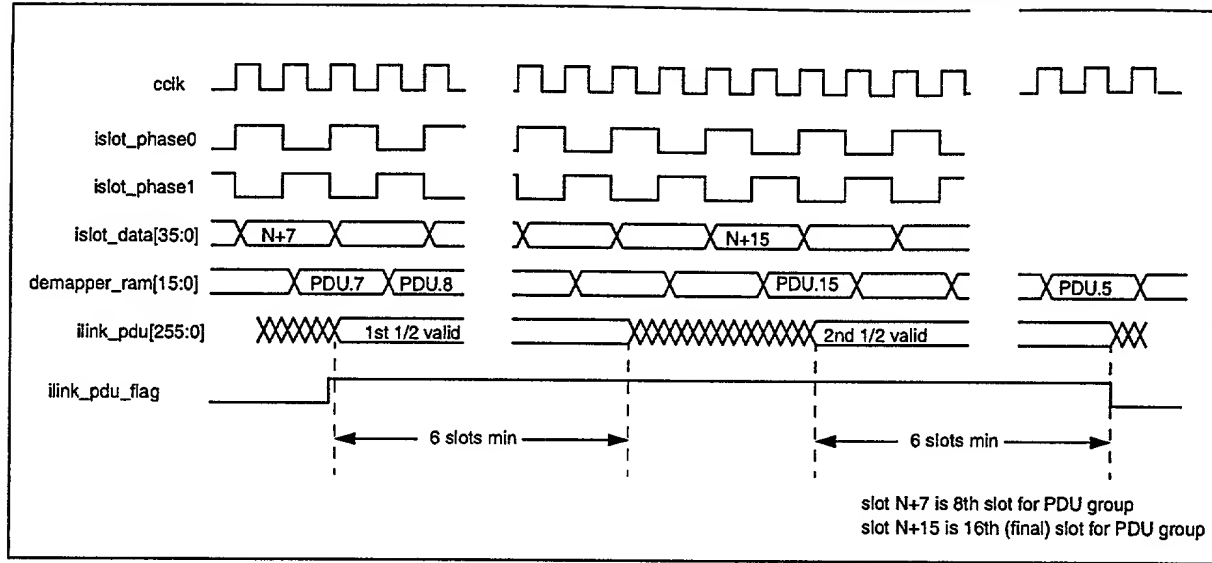 cclk
islot_phase0
islot_phase1
islot_data[35:0] N+7 N+15
demapper_ram[15:0] PDU.7 PDU.8 PDU.15 PDU.5
ilink_pdu[255:0] 1st 1/2 valid 2nd 1/2 valid
ilink_pdu_flag
6 slots min 6 slots min
slot N+7 is 8th slot for PDU group
slot N+15 is 16th (final) slot for PDU group